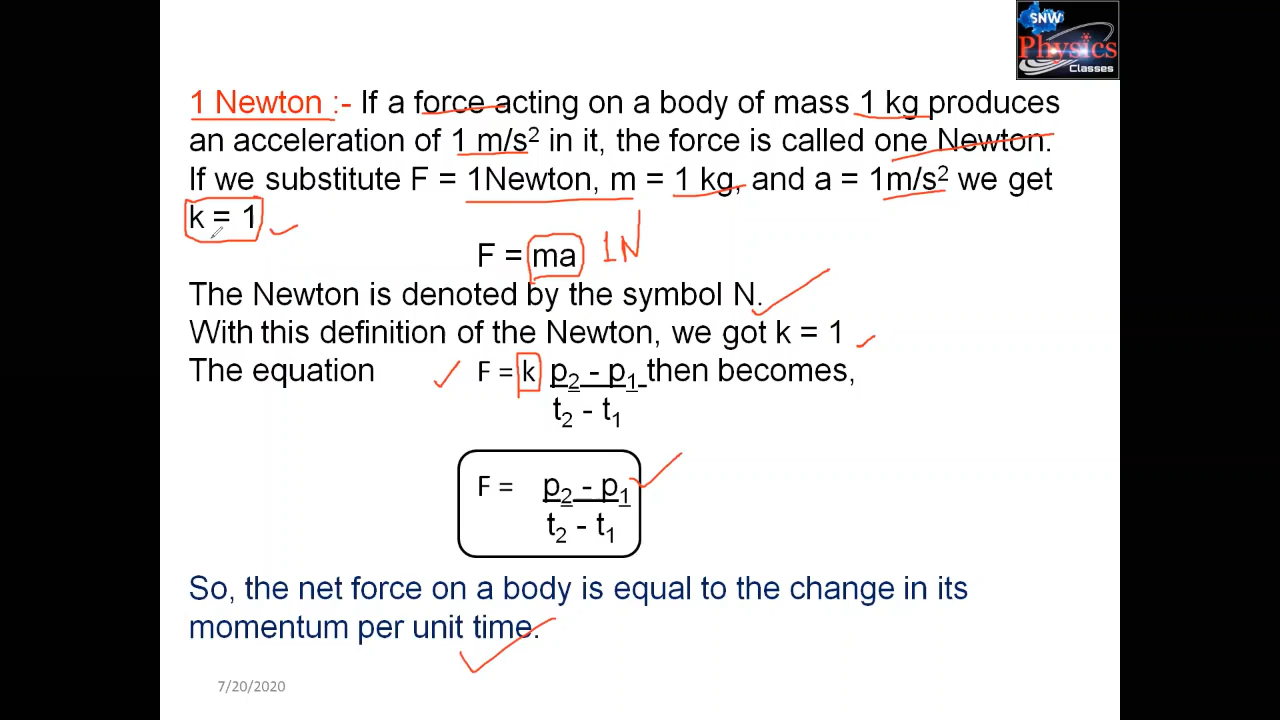 SNW
Physics
Classes
1 Newton :- If a force acting on a body of mass 1 kg produces
an acceleration of 1 m/s² in it, the force is called one Newton.
If we substitute F = 1Newton, m = 1 kg, and a = 1m/s² we get
k = 1
F = ma 1N
The Newton is denoted by the symbol N.
With this definition of the Newton, we got k = 1
The equation F = k p₂ - p₁ then becomes,
t₂ - t₁
F = p₂ - p₁
t₂ - t₁
So, the net force on a body is equal to the change in its
momentum per unit time.
7/20/2020